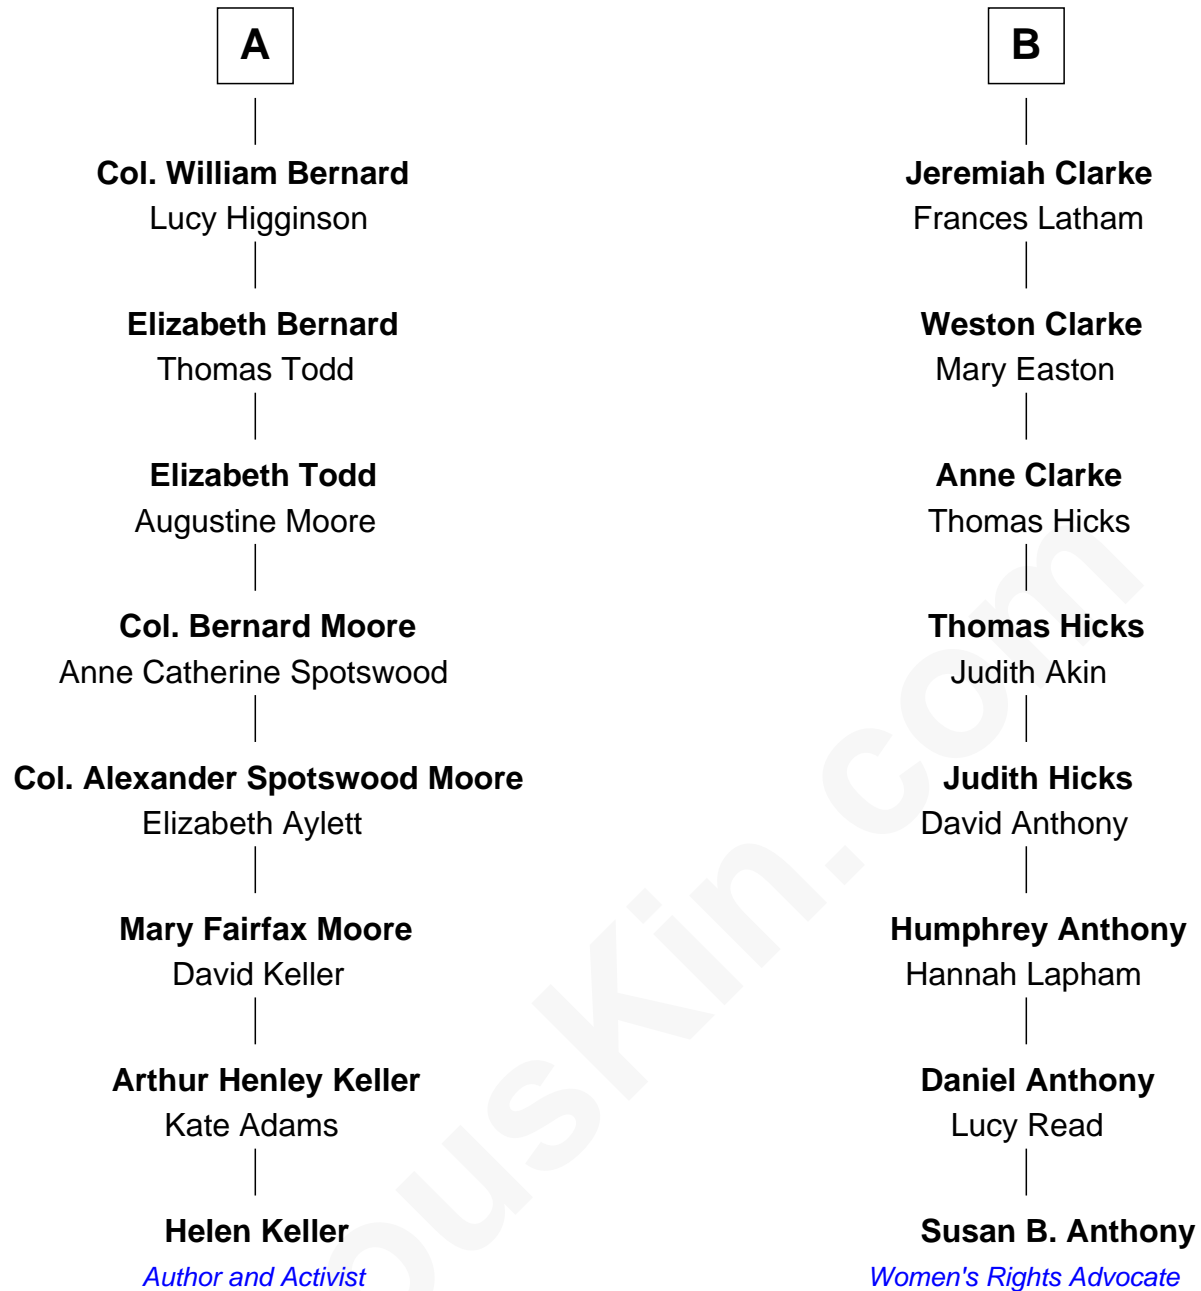 A
B
Col. William Bernard
Lucy Higginson
Jeremiah Clarke
Frances Latham
Elizabeth Bernard
Thomas Todd
Weston Clarke
Mary Easton
Elizabeth Todd
Augustine Moore
Anne Clarke
Thomas Hicks
Col. Bernard Moore
Anne Catherine Spotswood
Thomas Hicks
Judith Akin
Col. Alexander Spotswood Moore
Elizabeth Aylett
Judith Hicks
David Anthony
Mary Fairfax Moore
David Keller
Humphrey Anthony
Hannah Lapham
Arthur Henley Keller
Kate Adams
Daniel Anthony
Lucy Read
Helen Keller
Author and Activist
Susan B. Anthony
Women's Rights Advocate
ousKin.com